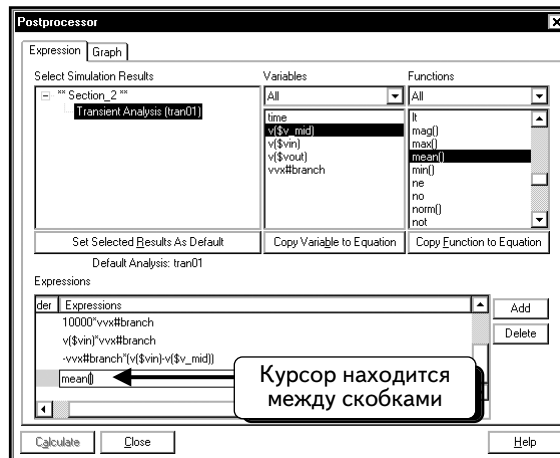 Postprocessor
Expression Graph
Select Simulation Results
** Section_2 **
Transient Analysis (tran01)
Variables
All
time
v($v_mid)
v($vin)
v($vout)
vvx#branch
Functions
All
lt
mag()
max()
mean()
min()
ne
no
norm()
not
Set Selected Results As Default
Copy Variable to Equation
Copy Function to Equation
Default Analysis: tran01
Expressions
der Expressions
10000*vvx#branch
v($vin)*vvx#branch
-vvx#branch*(v($vin)-v($v_mid))
mean()
Add
Delete
Курсор находится
между скобками
Calculate
Close
Help